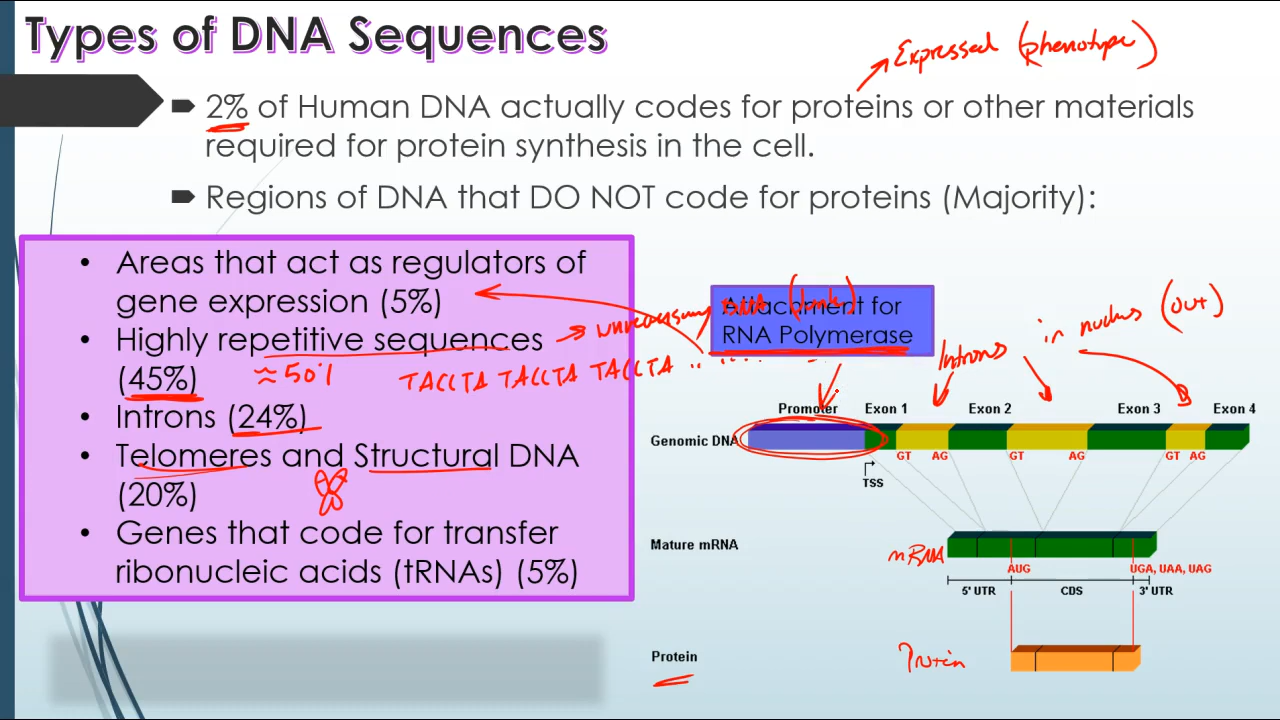 Types of DNA Sequences
Expressed (phenotype)
2% of Human DNA actually codes for proteins or other materials
required for protein synthesis in the cell.
Regions of DNA that DO NOT code for proteins (Majority):
• Areas that act as regulators of
gene expression (5%)
• Highly repetitive sequences
(45%)
≈50%
TACCTA TACCTA TACCTA ..
• Introns (24%)
• Telomeres and Structural DNA
(20%)
• Genes that code for transfer
ribonucleic acids (tRNAs) (5%)
Attachment for
RNA Polymerase
Introns
in nucleus (out)
Promoter Exon 1 Exon 2 Exon 3 Exon 4
Genomic DNA
GT AG GT AG GT AG
TSS
Mature mRNA
mRNA
AUG UGA, UAA, UAG
5' UTR CDS 3' UTR
Protein
Protein